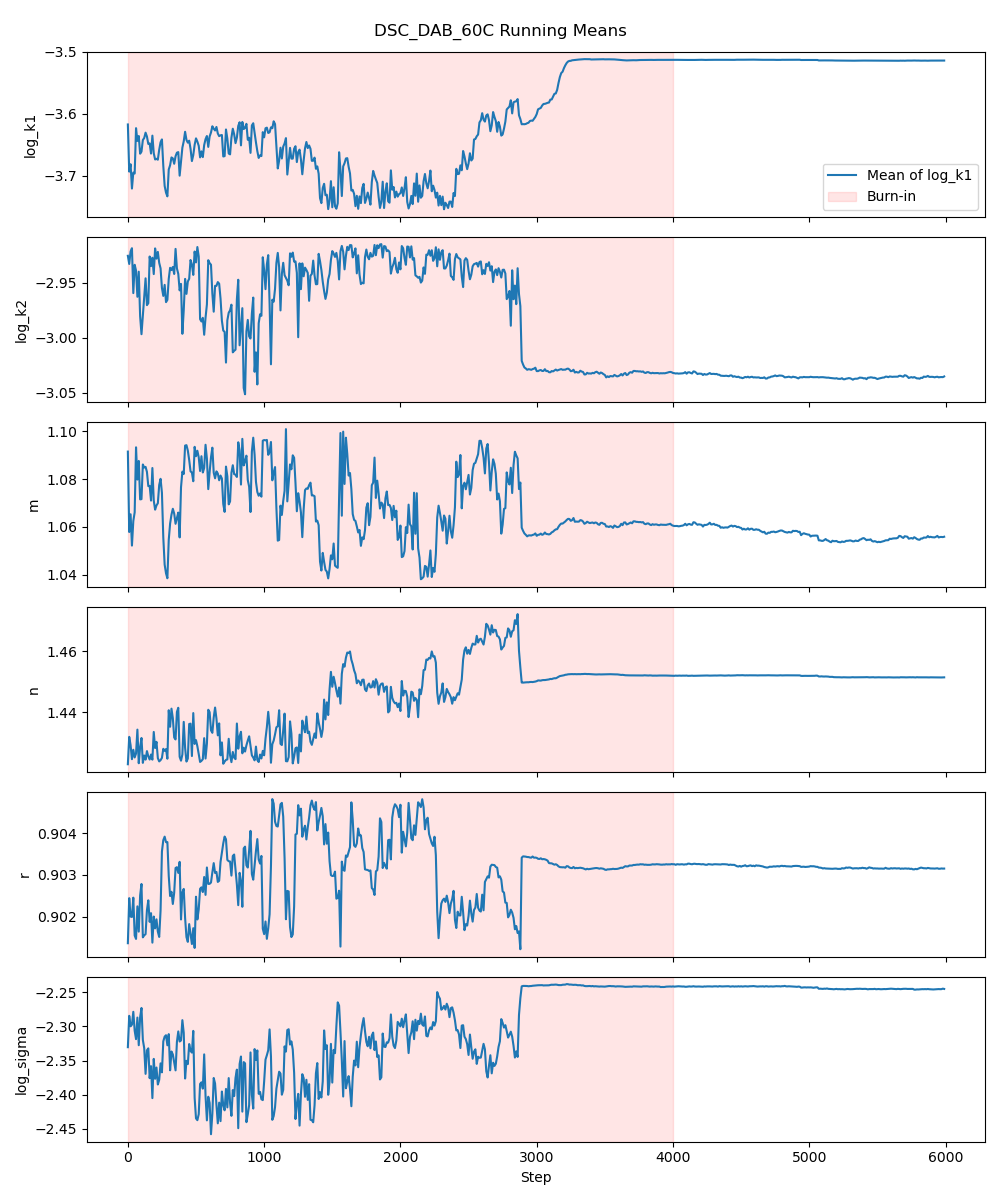 DSC_DAB_60C Running Means
−3.5
−3.6
−3.7
log_k1
Mean of log_k1
Burn-in
−2.95
−3.00
−3.05
log_k2
1.10
1.08
1.06
1.04
m
1.46
1.44
n
0.904
0.903
0.902
r
−2.25
−2.30
−2.35
−2.40
−2.45
log_sigma
0 1000 2000 3000 4000 5000 6000
Step